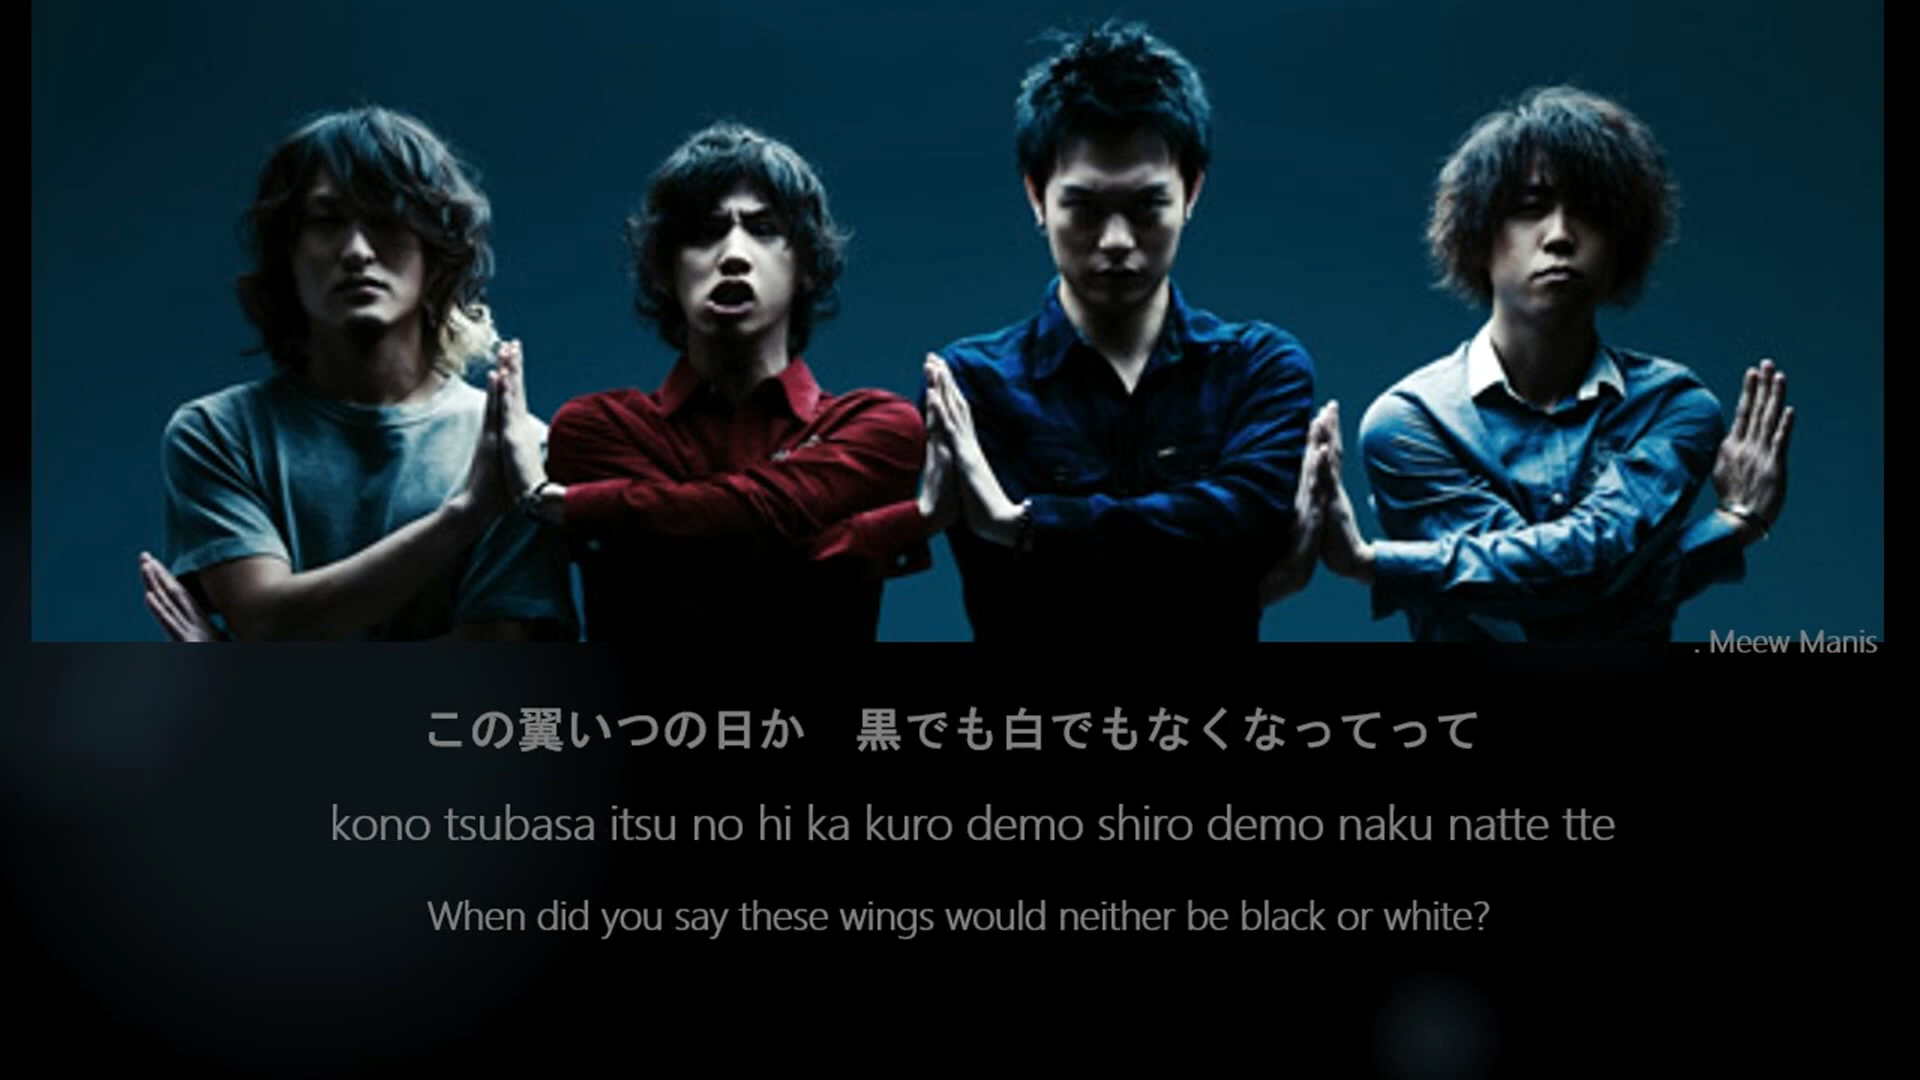 . Meew Manis
この翼いつの日か　黒でも白でもなくなってって
kono tsubasa itsu no hi ka kuro demo shiro demo naku natte tte
When did you say these wings would neither be black or white?